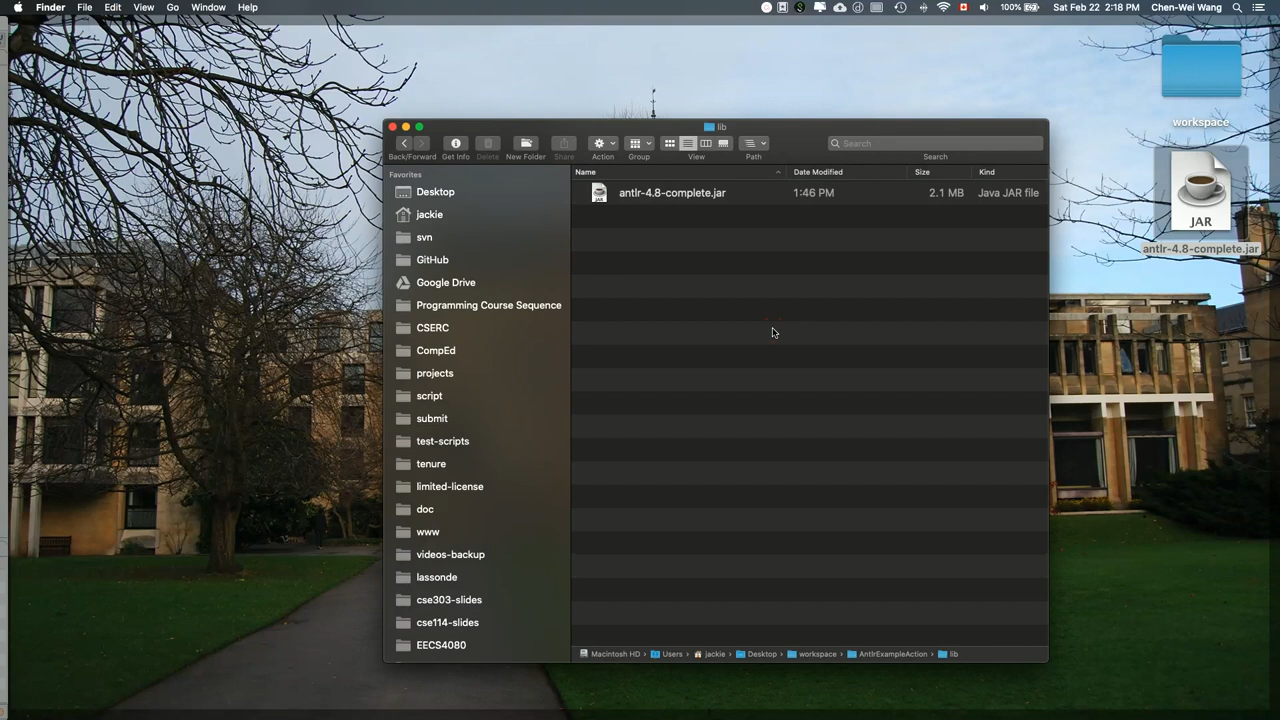 Finder File Edit View Go Window Help 100% Sat Feb 22 2:18 PM Chen-Wei Wang
lib
Back/Forward Get Info Delete New Folder Share Action Group View Path Search
Search
Favorites
Desktop
jackie
svn
GitHub
Google Drive
Programming Course Sequence
CSERC
CompEd
projects
script
submit
test-scripts
tenure
limited-license
doc
www
videos-backup
lassonde
cse303-slides
cse114-slides
EECS4080
Name Date Modified Size Kind
JAR antlr-4.8-complete.jar 1:46 PM 2.1 MB Java JAR file
Macintosh HD Users jackie Desktop workspace AntlrExampleAction lib
workspace
JAR
antlr-4.8-complete.jar